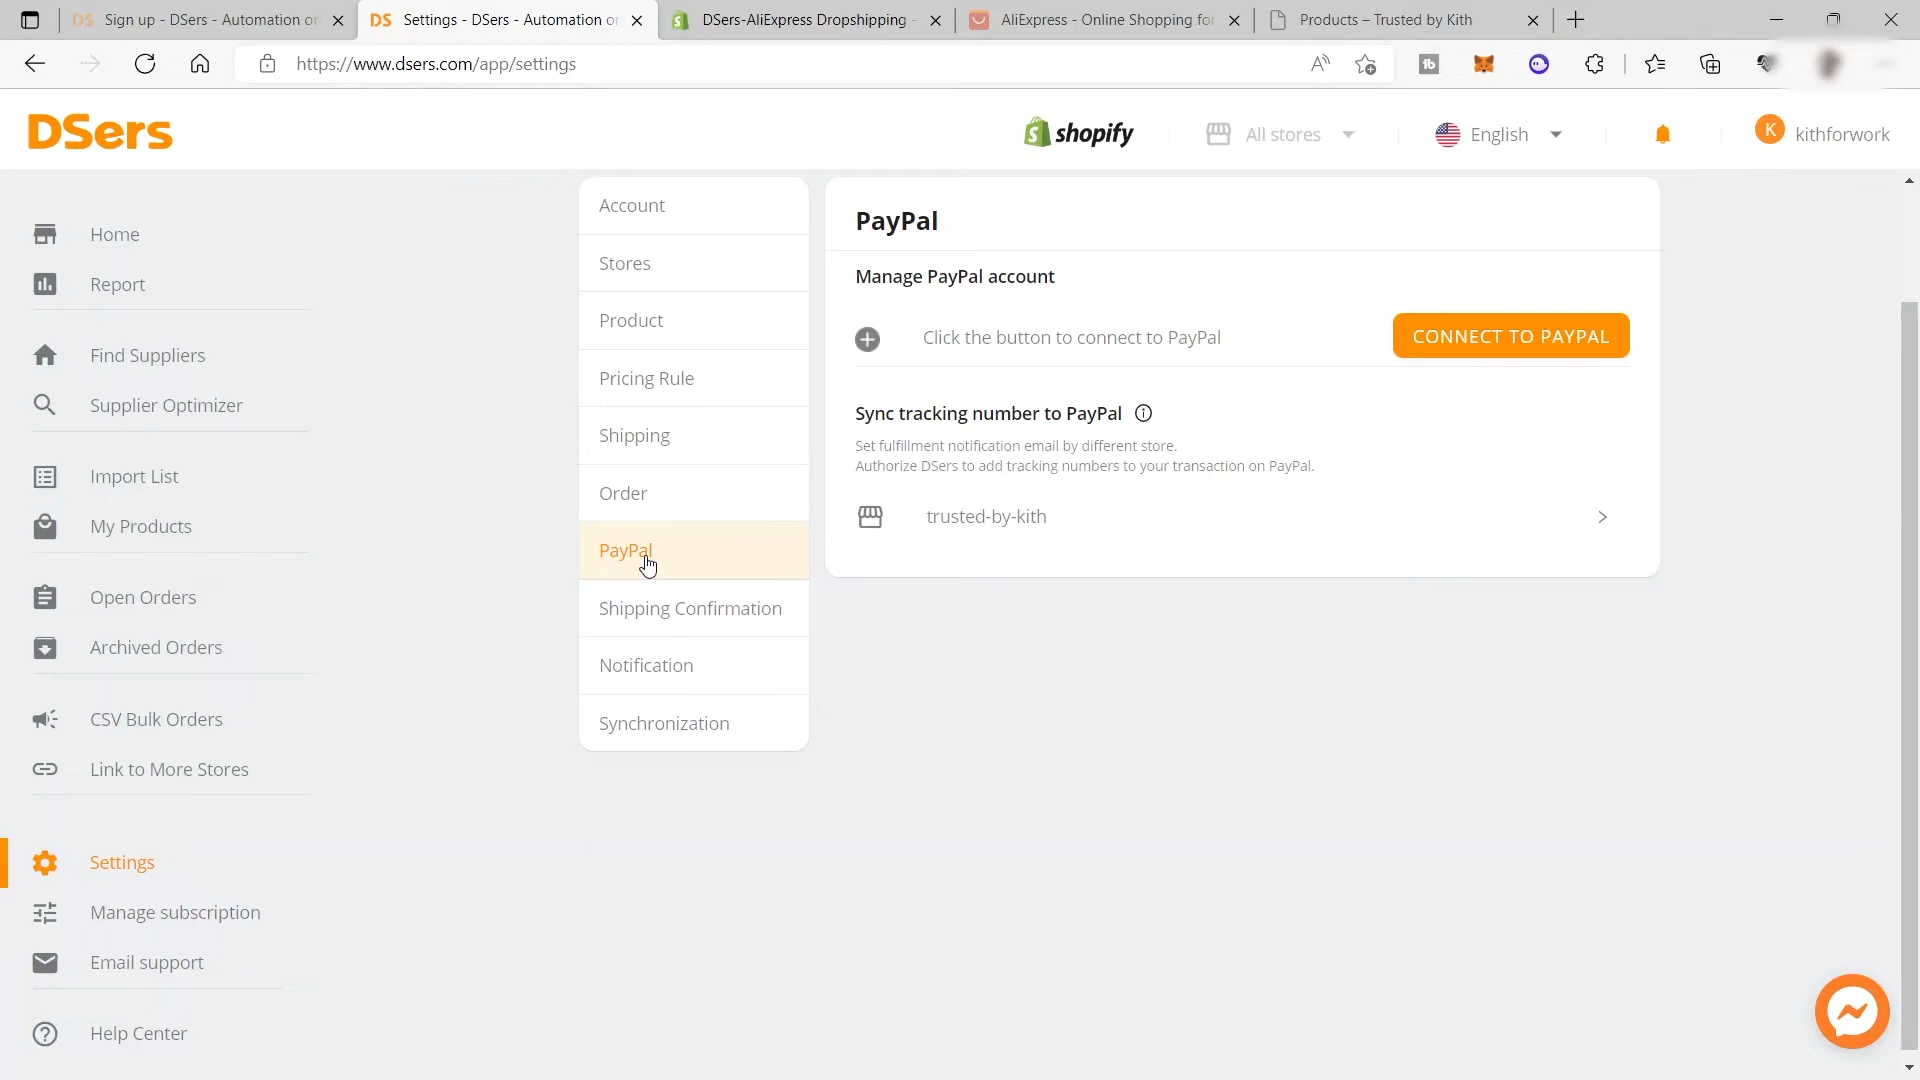 Sign up - DSers - Automation or
Settings - DSers - Automation or
DSers-AliExpress Dropshipping -
AliExpress - Online Shopping for
Products – Trusted by Kith
https://www.dsers.com/app/settings
DSers
shopify
All stores
English
K
kithforwork
Home
Report
Find Suppliers
Supplier Optimizer
Import List
My Products
Open Orders
Archived Orders
CSV Bulk Orders
Link to More Stores
Settings
Manage subscription
Email support
Help Center
Account
Stores
Product
Pricing Rule
Shipping
Order
PayPal
Shipping Confirmation
Notification
Synchronization
PayPal
Manage PayPal account
Click the button to connect to PayPal
CONNECT TO PAYPAL
Sync tracking number to PayPal
Set fulfillment notification email by different store.
Authorize DSers to add tracking numbers to your transaction on PayPal.
trusted-by-kith